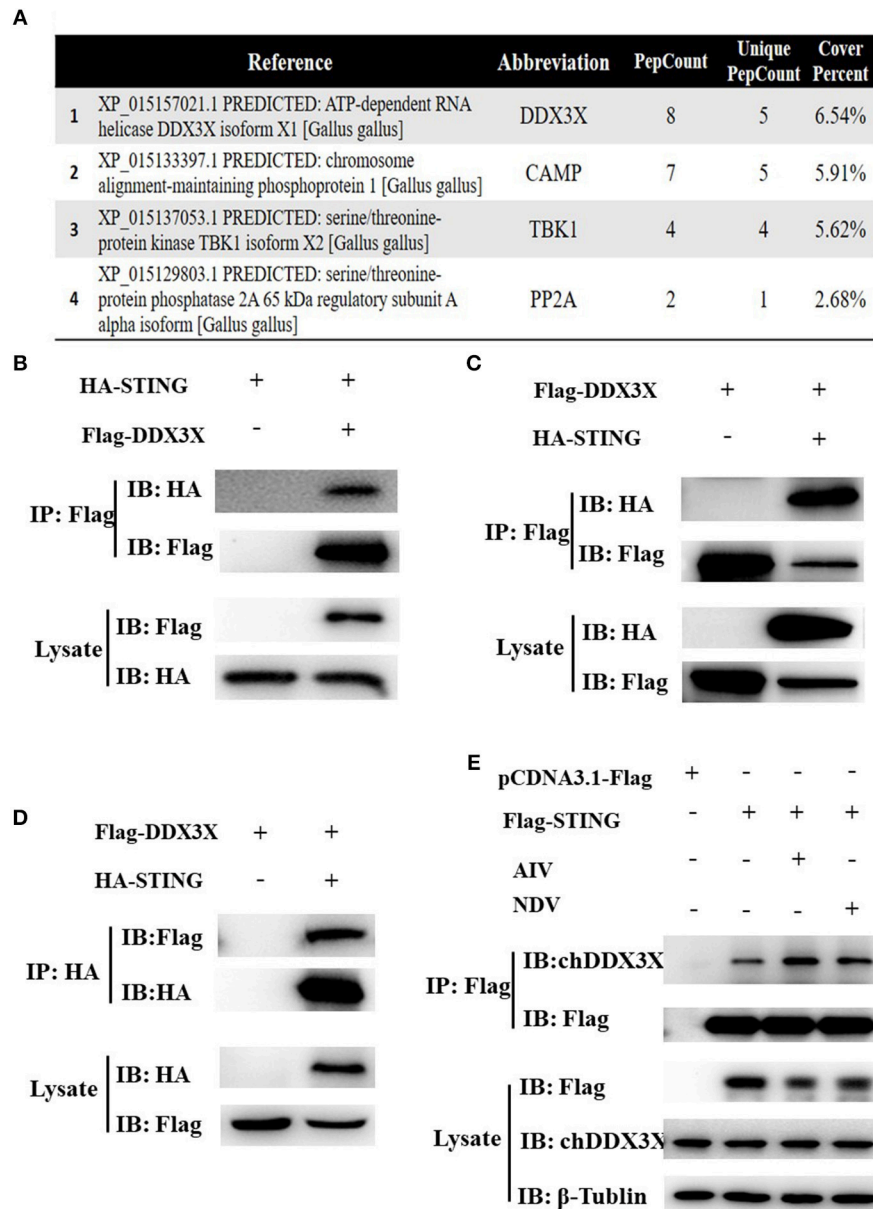 A
Reference Abbreviation PepCount Unique PepCount Cover Percent
1 XP_015157021.1 PREDICTED: ATP-dependent RNA
helicase DDX3X isoform X1 [Gallus gallus] DDX3X 8 5 6.54%
2 XP_015133397.1 PREDICTED: chromosome
alignment-maintaining phosphoprotein 1 [Gallus gallus] CAMP 7 5 5.91%
3 XP_015137053.1 PREDICTED: serine/threonine-
protein kinase TBK1 isoform X2 [Gallus gallus] TBK1 4 4 5.62%
4 XP_015129803.1 PREDICTED: serine/threonine-
protein phosphatase 2A 65 kDa regulatory subunit A
alpha isoform [Gallus gallus] PP2A 2 1 2.68%
B
HA-STING + +
Flag-DDX3X - +
IP: Flag
IB: HA
IB: Flag
Lysate
IB: Flag
IB: HA
C
Flag-DDX3X + +
HA-STING - +
IP: Flag
IB: HA
IB: Flag
Lysate
IB: HA
IB: Flag
D
Flag-DDX3X + +
HA-STING - +
IP: HA
IB:Flag
IB:HA
Lysate
IB: HA
IB: Flag
E
pCDNA3.1-Flag + - - -
Flag-STING - + + +
AIV - - + -
NDV - - - +
IP: Flag
IB:chDDX3X
IB: Flag
Lysate
IB: Flag
IB: chDDX3X
IB: β-Tublin